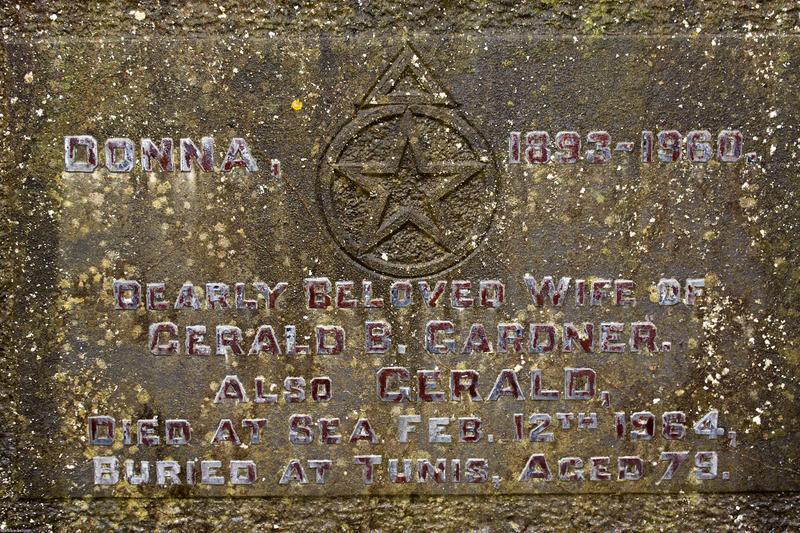 DONNA, 1893-1960.
DEARLY BELOVED WIFE OF
GERALD B. GARDNER.
ALSO GERALD,
DIED AT SEA. FEB. 12TH 1964,
BURIED AT TUNIS, AGED 79.